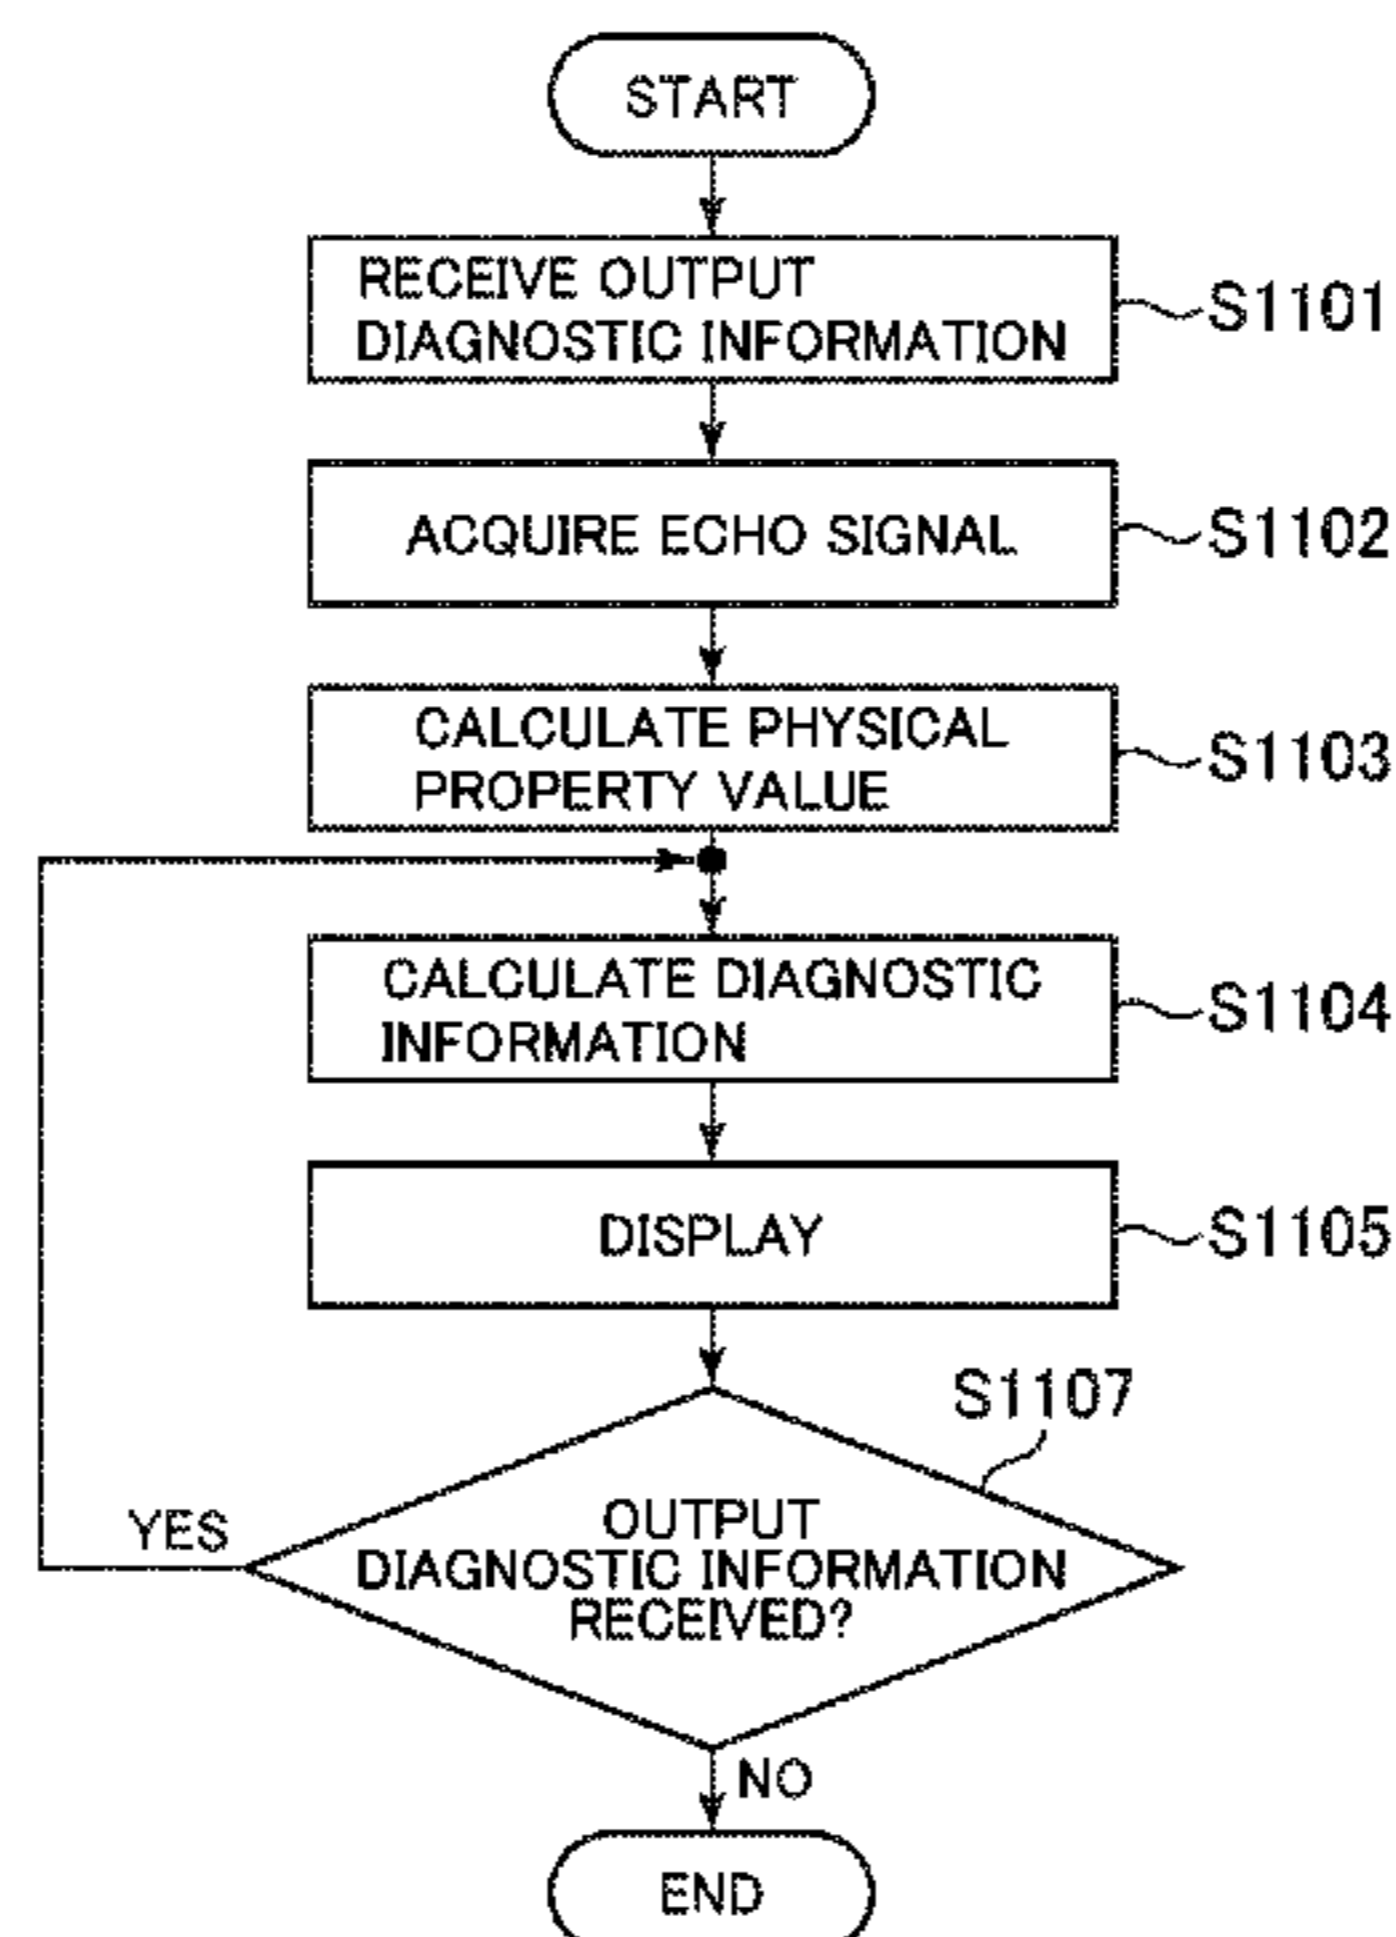 START
RECEIVE OUTPUT
DIAGNOSTIC INFORMATION
S1101
ACQUIRE ECHO SIGNAL
S1102
CALCULATE PHYSICAL
PROPERTY VALUE
S1103
CALCULATE DIAGNOSTIC
INFORMATION
S1104
DISPLAY
S1105
S1107
OUTPUT
DIAGNOSTIC INFORMATION
RECEIVED?
YES
NO
END